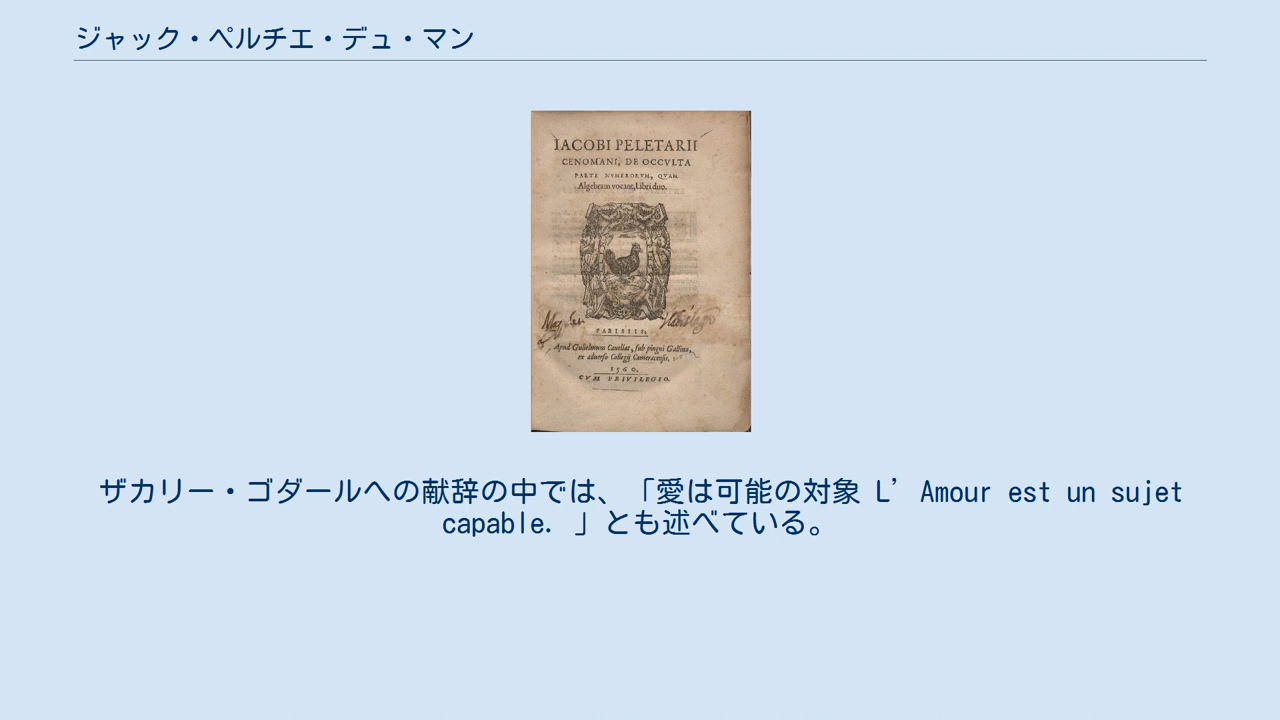 ジャック・ペルチエ・デュ・マン
IACOBI PELETARII
CENOMANI, DE OCCVLTA
PARTE NVMERORVM, QVAM
Algebram vocant, Libri duo.
PARISIIS,
Apud Gulielmum Cauellat, sub pingui Gallina,
ex aduerso Collegij Cameracensis.
1560.
CVM PRIVILEGIO.
ザカリー・ゴダールへの献辞の中では、「愛は可能の対象 L’Amour est un sujet
capable. 」とも述べている。